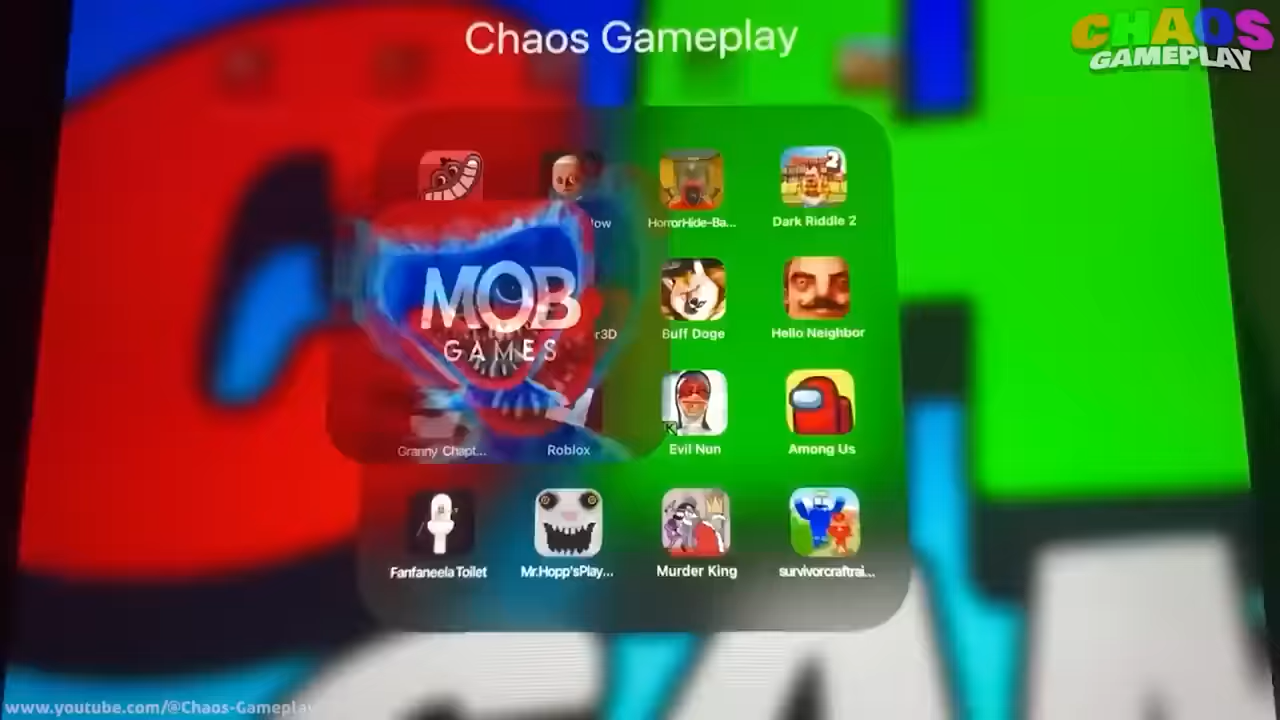 Chaos Gameplay
CHAOS
GAMEPLAY
HorrorHide-Ba...
Dark Riddle 2
MOB
GAMES
Buff Doge
Hello Neighbor
Granny Chapt...
Roblox
Evil Nun
Among Us
Fanfaneela Toilet
Mr.Hopp'sPlay...
Murder King
survivorcraftrai...
www.youtube.com/@Chaos-Gameplay